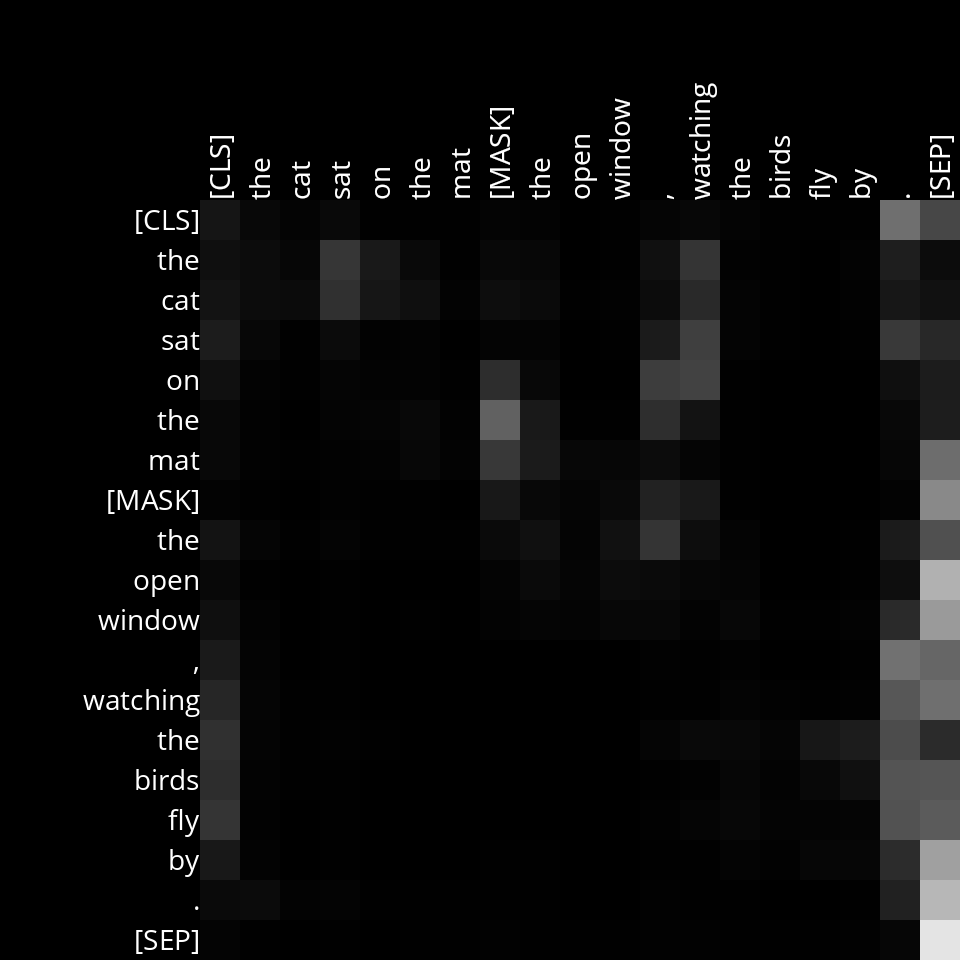 [CLS] the cat sat on the mat [MASK] the open window , watching the birds fly by . [SEP]
[CLS]
the
cat
sat
on
the
mat
[MASK]
the
open
window
,
watching
the
birds
fly
by
.
[SEP]